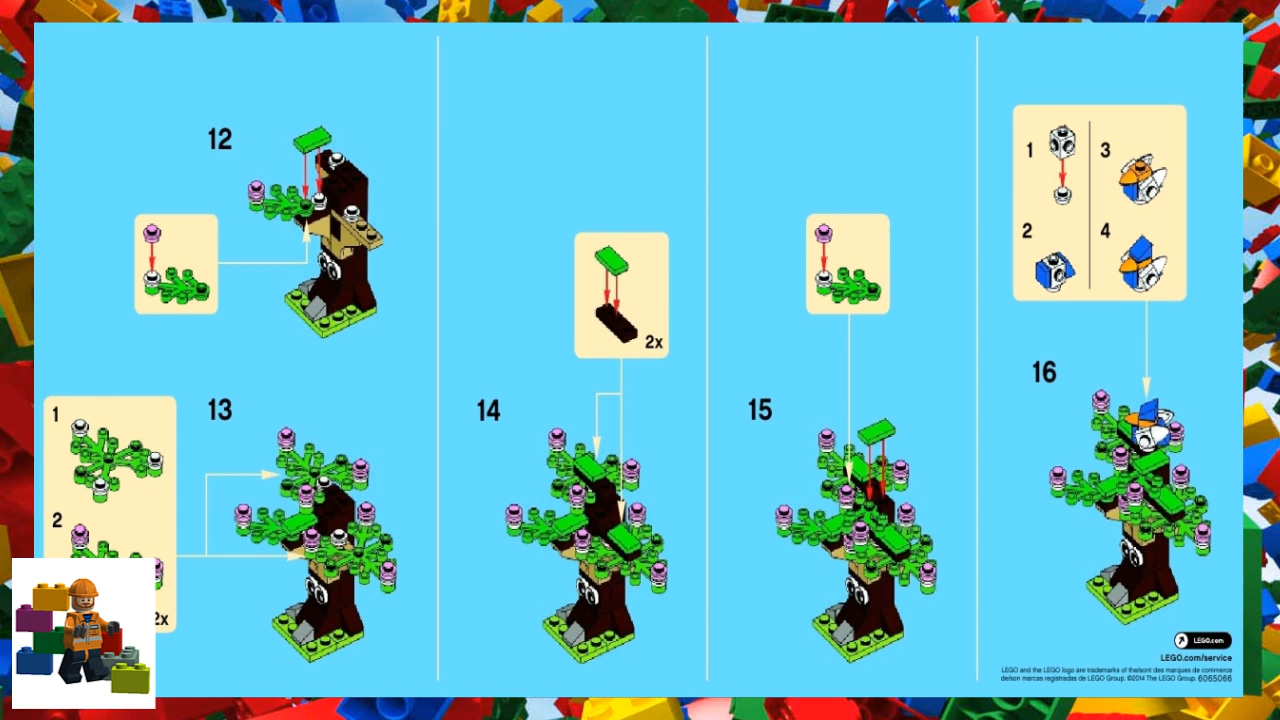 12
13
1
2
2x
14
2x
15
1
2
3
4
16
LEGO.com
LEGO.com/service
LEGO and the LEGO logo are trademarks of the/sont des marques de commerce
de/son marcas registradas de LEGO Group. ©2014 The LEGO Group. 6065066